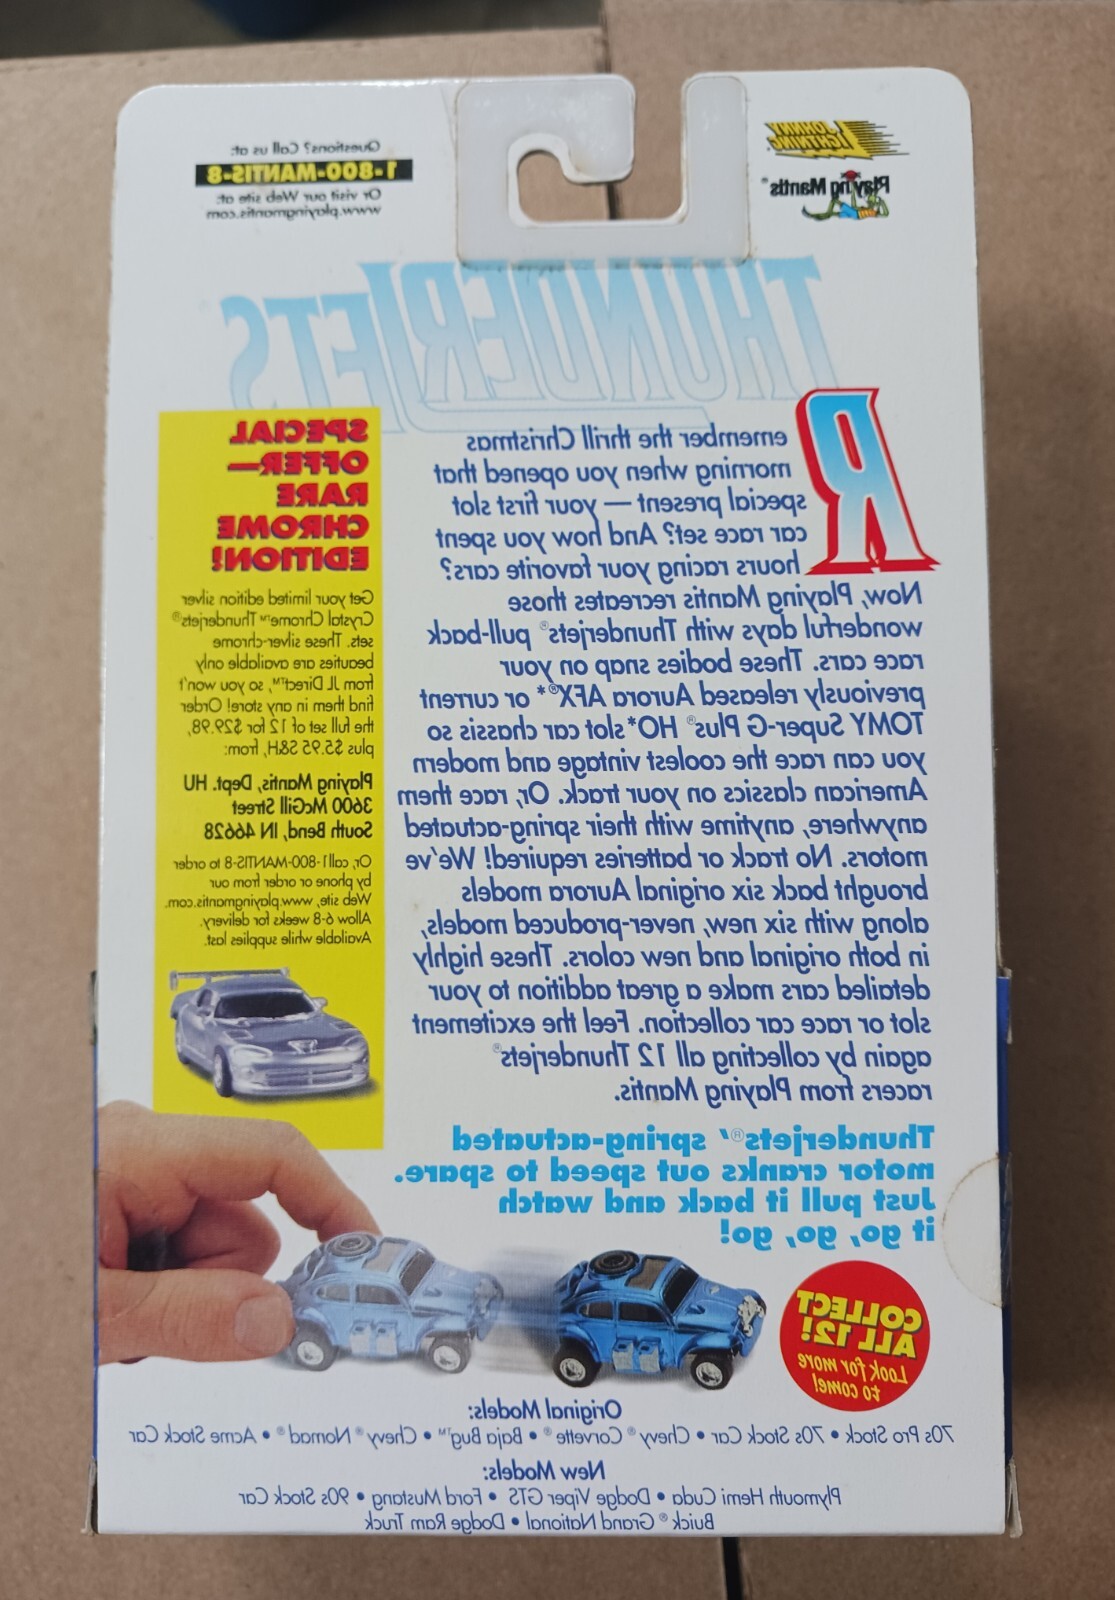 JOHNNY
LIGHTNING®
Playing Mantis®
Questions? Call us at:
1-800-MANTIS-8
Or visit our Web site at:
www.playingmantis.com
THUNDERJETS
Remember the thrill Christmas
morning when you opened that
special present — your first slot
car race set? And how you spent
hours racing your favorite cars?
Now, Playing Mantis recreates those
wonderful days with Thunderjets® pull-back
race cars. These bodies snap on your
previously released Aurora AFX®* or current
TOMY Super-G Plus® HO* slot car chassis so
you can race the coolest vintage and modern
American classics on your track. Or, race them
anywhere, anytime with their spring-actuated
motors. No track or batteries required! We've
brought back six original Aurora models
along with six new, never-produced models,
in both original and new colors. These highly
detailed cars make a great addition to your
slot or race car collection. Feel the excitement
again by collecting all 12 Thunderjets®
racers from Playing Mantis.
Thunderjets®’ spring-actuated
motor cranks out speed to spare.
Just pull it back and watch
it go, go, go!
SPECIAL
OFFER—
RARE
CHROME
EDITION!
Get your limited edition silver
Crystal Chrome™ Thunderjets®
sets. These silver-chrome
beauties are available only
from JL Direct™, so you won't
find them in any store! Order
the full set of 12 for $29.98,
plus $5.95 S&H, from:
Playing Mantis, Dept. HU
3600 McGill Street
South Bend, IN 46628
Or, call 1-800-MANTIS-8 to order
by phone or order from our
Web site, www.playingmantis.com.
Allow 6-8 weeks for delivery.
Available while supplies last.
COLLECT
ALL 12!
Look for more
to come!
Original Models:
70s Pro Stock • 70s Stock Car • Chevy® Corvette® • Baja Bug™ • Chevy® Nomad® • Acme Stock Car
New Models:
Plymouth Hemi Cuda • Dodge Viper GTS • Ford Mustang • 90s Stock Car
Buick® Grand National • Dodge Ram Truck